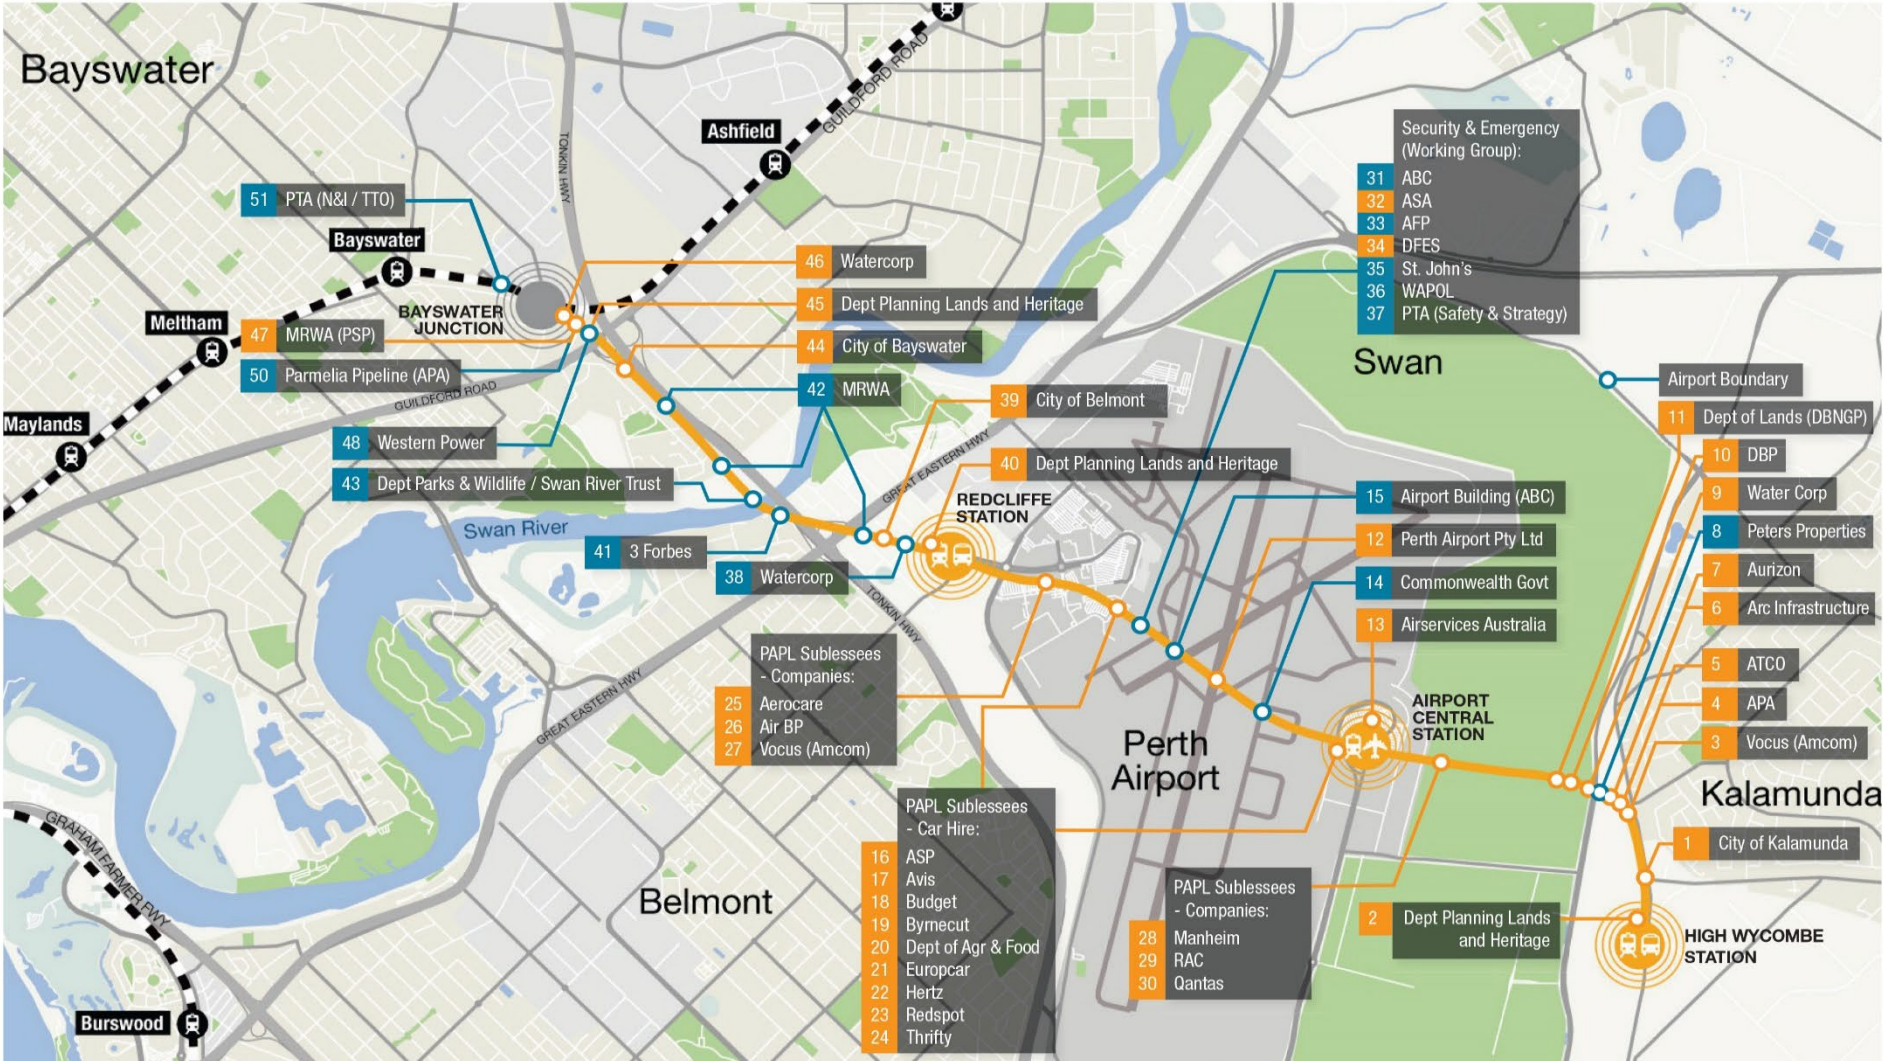 Bayswater
GUILDFORD ROAD
Ashfield
TONKIN HWY
51 PTA (N&I / TTO)
Bayswater
BAYSWATER
JUNCTION
Meltham
47 MRWA (PSP)
50 Parmelia Pipeline (APA)
GUILDFORD ROAD
Maylands
48 Western Power
43 Dept Parks & Wildlife / Swan River Trust
Swan River
41 3 Forbes
38 Watercorp
46 Watercorp
45 Dept Planning Lands and Heritage
44 City of Bayswater
42 MRWA
39 City of Belmont
40 Dept Planning Lands and Heritage
GREAT EASTERN HWY
REDCLIFFE
STATION
TONKIN HWY
Security & Emergency
(Working Group):
31 ABC
32 ASA
33 AFP
34 DFES
35 St. John's
36 WAPOL
37 PTA (Safety & Strategy)
Swan
Airport Boundary
11 Dept of Lands (DBNGP)
10 DBP
9 Water Corp
8 Peters Properties
7 Aurizon
6 Arc Infrastructure
5 ATCO
4 APA
3 Vocus (Amcom)
Kalamunda
1 City of Kalamunda
15 Airport Building (ABC)
12 Perth Airport Pty Ltd
14 Commonwealth Govt
13 Airservices Australia
AIRPORT
CENTRAL
STATION
Perth
Airport
PAPL Sublessees
- Companies:
25 Aerocare
26 Air BP
27 Vocus (Amcom)
GREAT EASTERN HWY
PAPL Sublessees
- Car Hire:
16 ASP
17 Avis
18 Budget
19 Byrnecut
20 Dept of Agr & Food
21 Europcar
22 Hertz
23 Redspot
24 Thrifty
PAPL Sublessees
- Companies:
28 Manheim
29 RAC
30 Qantas
2 Dept Planning Lands
and Heritage
HIGH WYCOMBE
STATION
Belmont
GRAHAM FARMER FWY
Burswood